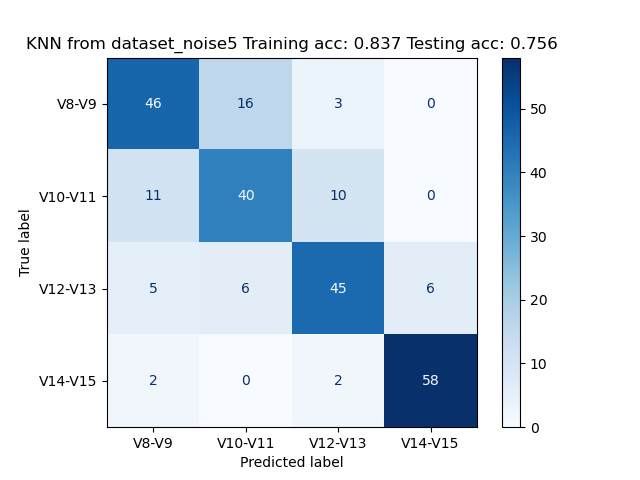 KNN from dataset_noise5 Training acc: 0.837 Testing acc: 0.756
V8-V9 46 16 3 0
V10-V11 11 40 10 0
V12-V13 5 6 45 6
V14-V15 2 0 2 58
V8-V9 V10-V11 V12-V13 V14-V15
Predicted label
True label
50
40
30
20
10
0